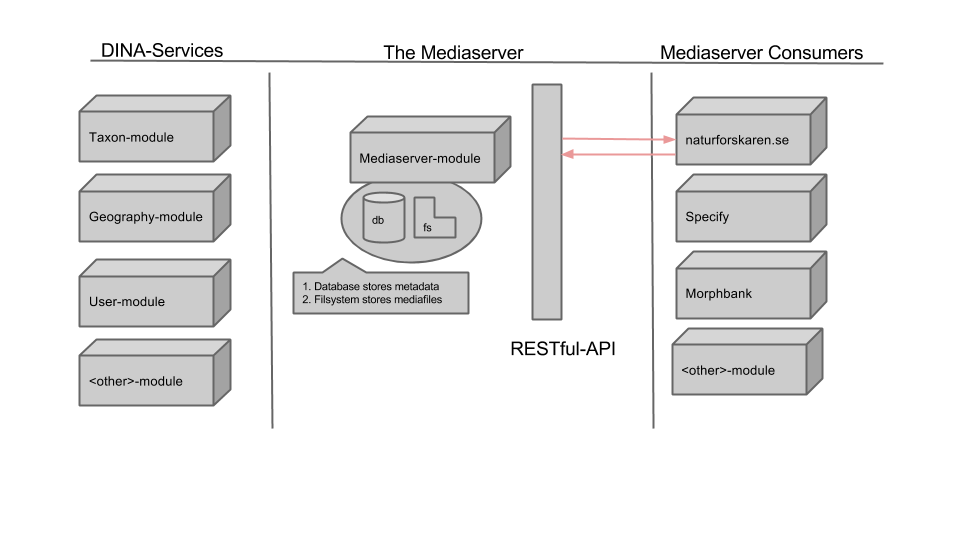 DINA-Services
The Mediaserver
Mediaserver Consumers
Taxon-module
Geography-module
User-module
<other>-module
Mediaserver-module
db
fs
1. Database stores metadata
2. Filsystem stores mediafiles
RESTful-API
naturforskaren.se
Specify
Morphbank
<other>-module